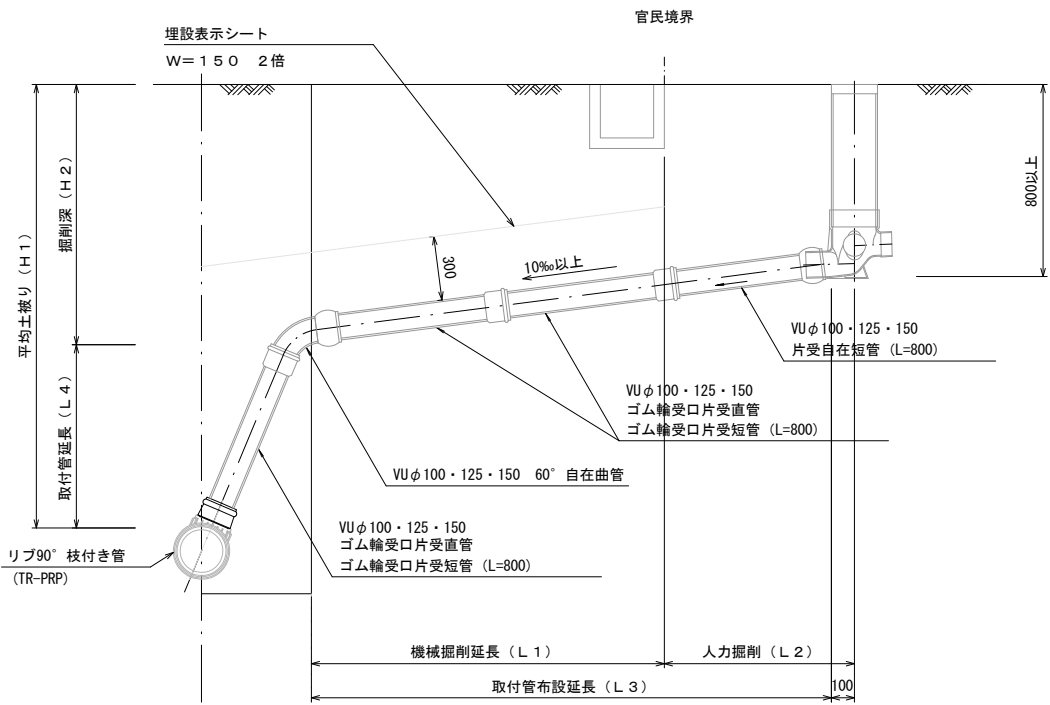 官民境界
埋設表示シート
W=150 2倍
平均土被り(H1)
掘削深(H2)
取付管延長(L4)
800以上
300
10‰以上
VUφ100・125・150
片受自在短管(L=800)
VUφ100・125・150
ゴム輪受口片受直管
ゴム輪受口片受短管(L=800)
VUφ100・125・150 60°自在曲管
VUφ100・125・150
ゴム輪受口片受直管
ゴム輪受口片受短管(L=800)
リブ90°枝付き管
(TR-PRP)
機械掘削延長(L1)
人力掘削(L2)
取付管布設延長(L3)
100